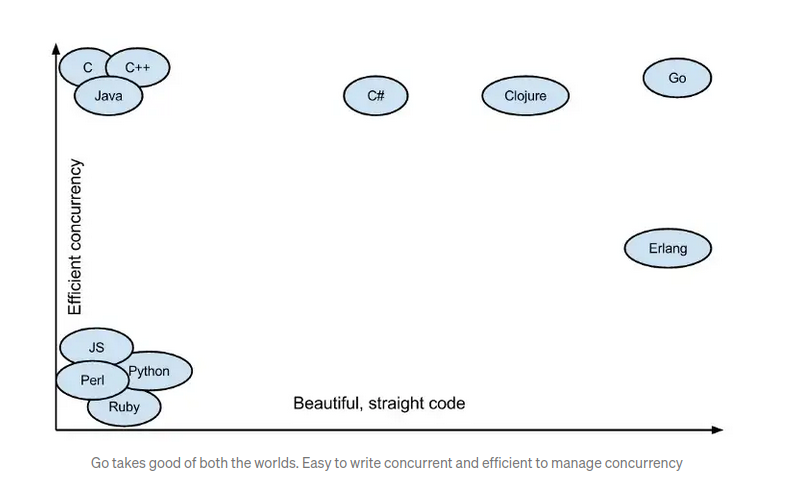 C
C++
Java
C#
Clojure
Go
Efficient concurrency
Erlang
JS
Python
Perl
Ruby
Beautiful, straight code
Go takes good of both the worlds. Easy to write concurrent and efficient to manage concurrency